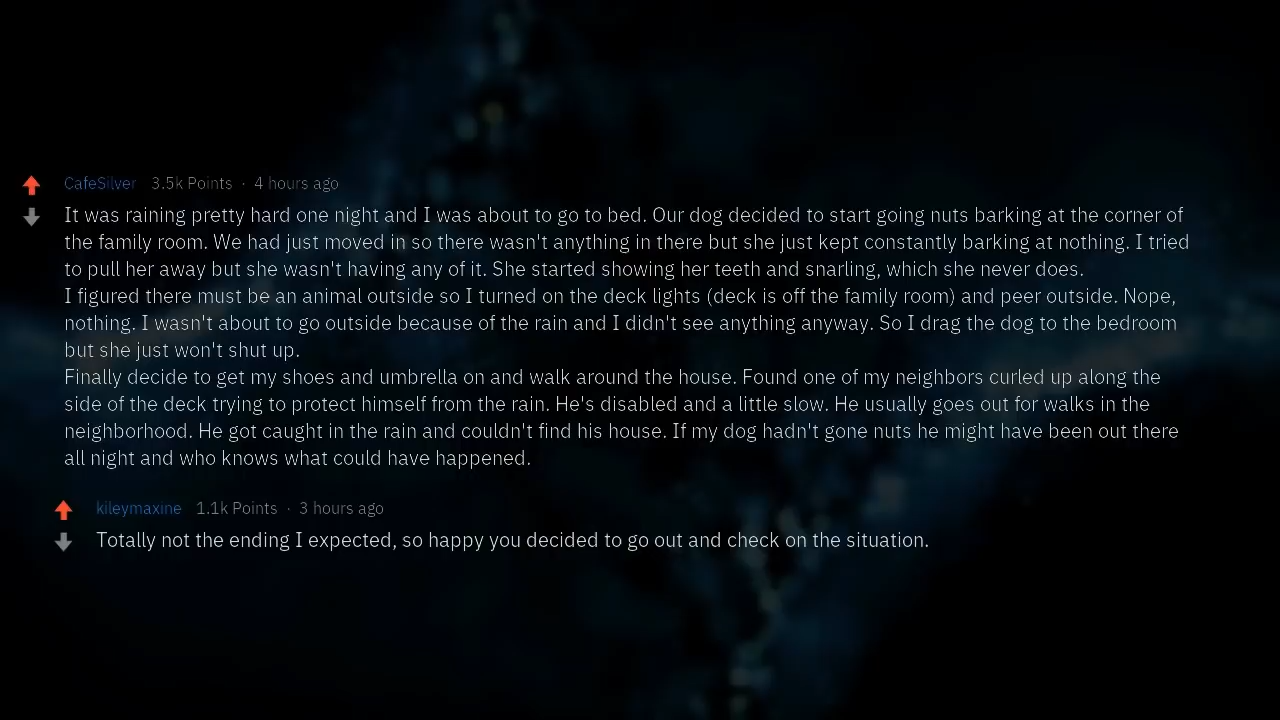 CafeSilver 3.5k Points · 4 hours ago
It was raining pretty hard one night and I was about to go to bed. Our dog decided to start going nuts barking at the corner of
the family room. We had just moved in so there wasn't anything in there but she just kept constantly barking at nothing. I tried
to pull her away but she wasn't having any of it. She started showing her teeth and snarling, which she never does.
I figured there must be an animal outside so I turned on the deck lights (deck is off the family room) and peer outside. Nope,
nothing. I wasn't about to go outside because of the rain and I didn't see anything anyway. So I drag the dog to the bedroom
but she just won't shut up.
Finally decide to get my shoes and umbrella on and walk around the house. Found one of my neighbors curled up along the
side of the deck trying to protect himself from the rain. He's disabled and a little slow. He usually goes out for walks in the
neighborhood. He got caught in the rain and couldn't find his house. If my dog hadn't gone nuts he might have been out there
all night and who knows what could have happened.
kileymaxine 1.1k Points · 3 hours ago
Totally not the ending I expected, so happy you decided to go out and check on the situation.